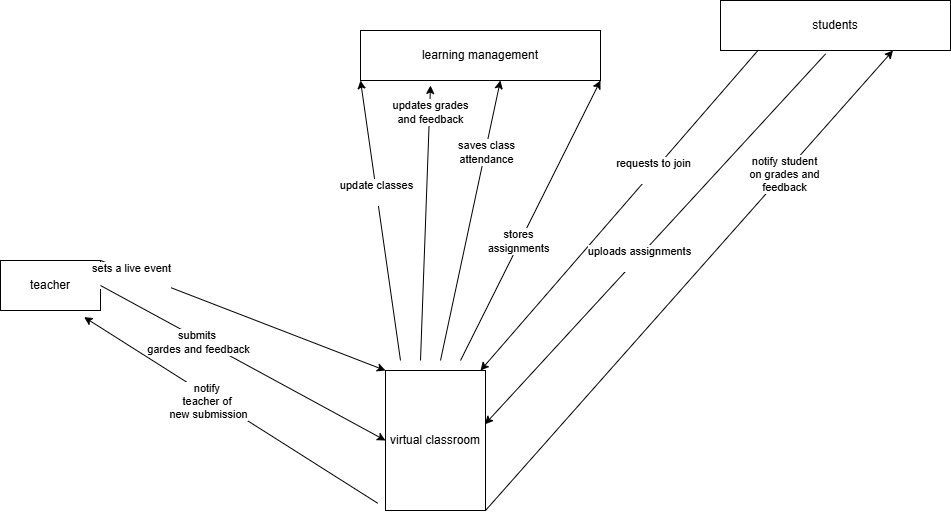 students
learning management
updates grades
and feedback
saves class
attendance
requests to join
notify student
on grades and
feedback
update classes
stores
assignments
uploads assignments
sets a live event
teacher
submits
gardes and feedback
notify
teacher of
new submission
virtual classroom